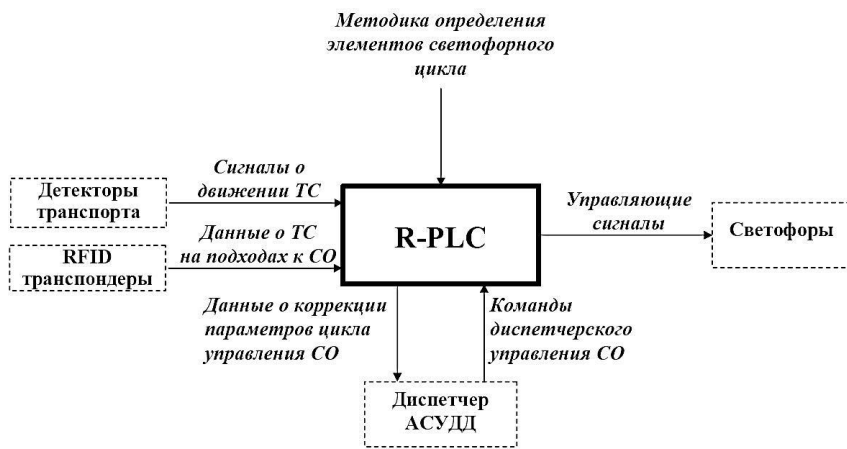 Методика определения
элементов светофорного
цикла
Сигналы о
движении ТС
Детекторы
транспорта
Данные о ТС
на подходах к СО
RFID
транспондеры
R-PLC
Управляющие
сигналы
Светофоры
Данные о коррекции
параметров цикла
управления СО
Команды
диспетчерского
управления СО
Диспетчер
АСУДД